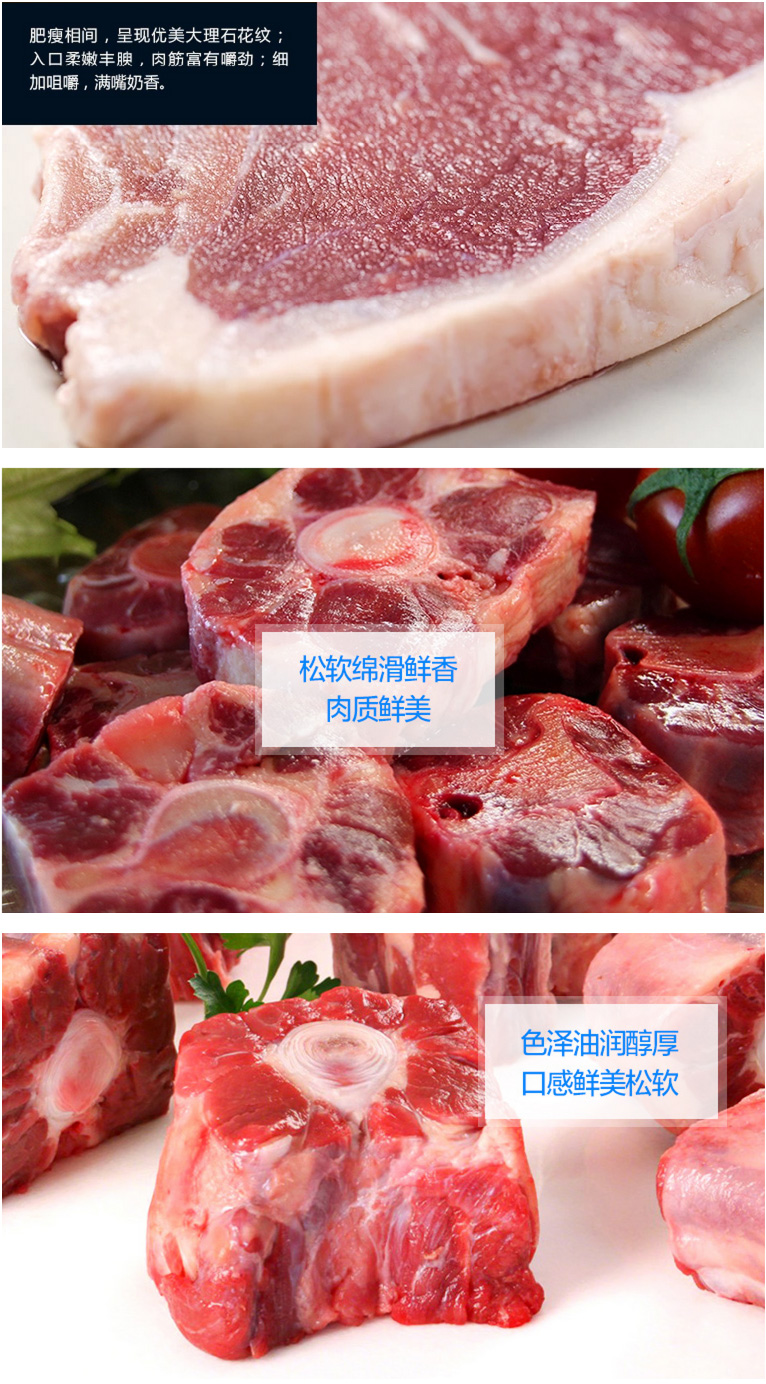 肥瘦相间，呈现优美大理石花纹；
入口柔嫩丰腴，肉筋富有嚼劲；细
加咀嚼，满嘴奶香。
松软绵滑鲜香
肉质鲜美
色泽油润醇厚
口感鲜美松软